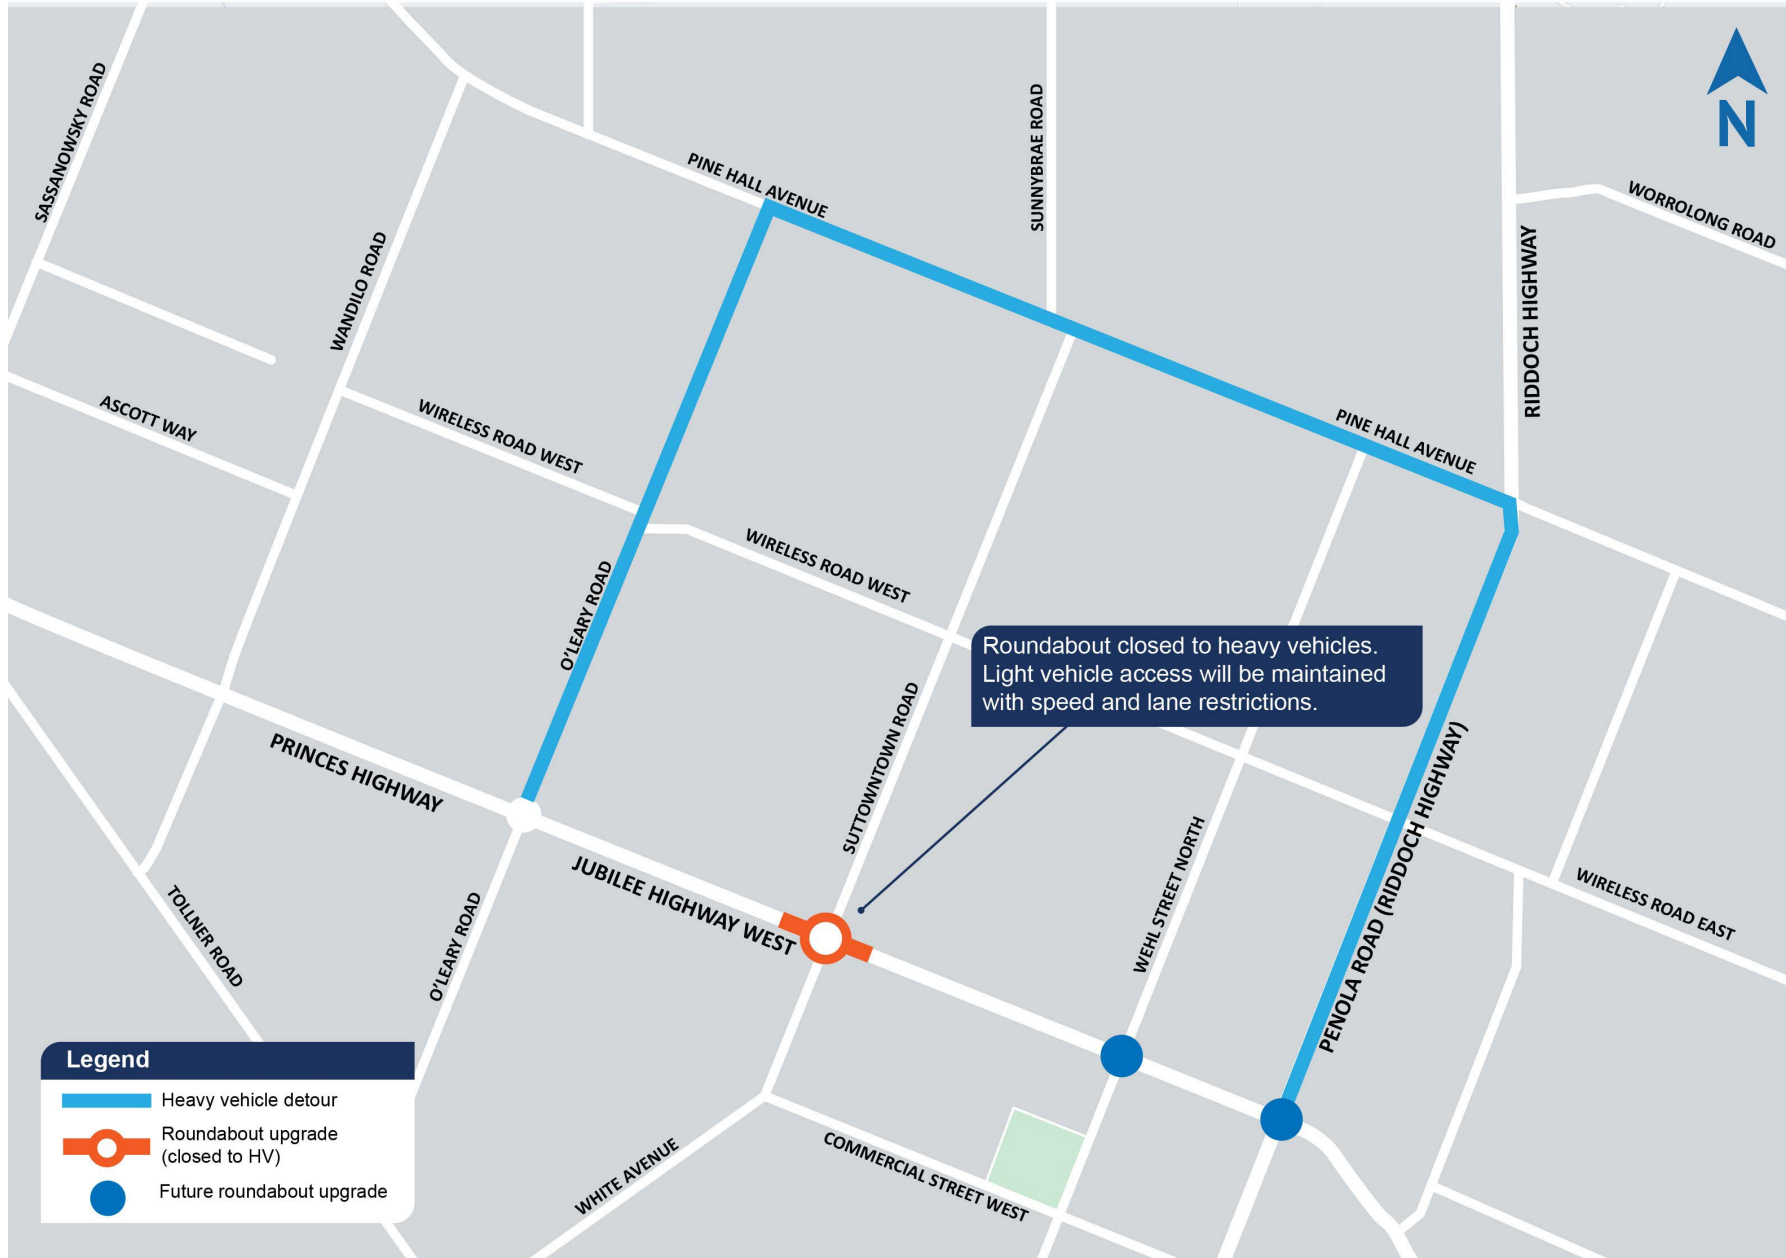 SASSANOWSKY ROAD
SUNNYBRAE ROAD
N
PINE HALL AVENUE
WORROLONG ROAD
WANDILO ROAD
RIDDOCH HIGHWAY
ASCOTT WAY
WIRELESS ROAD WEST
PINE HALL AVENUE
WIRELESS ROAD WEST
O'LEARY ROAD
Roundabout closed to heavy vehicles.
Light vehicle access will be maintained
with speed and lane restrictions.
SUTTOWNTOWN ROAD
PRINCES HIGHWAY
PENOLA ROAD (RIDDOCH HIGHWAY)
JUBILEE HIGHWAY WEST
WEHL STREET NORTH
WIRELESS ROAD EAST
TOLLNER ROAD
O'LEARY ROAD
WHITE AVENUE
COMMERCIAL STREET WEST
Legend
Heavy vehicle detour
Roundabout upgrade
(closed to HV)
Future roundabout upgrade